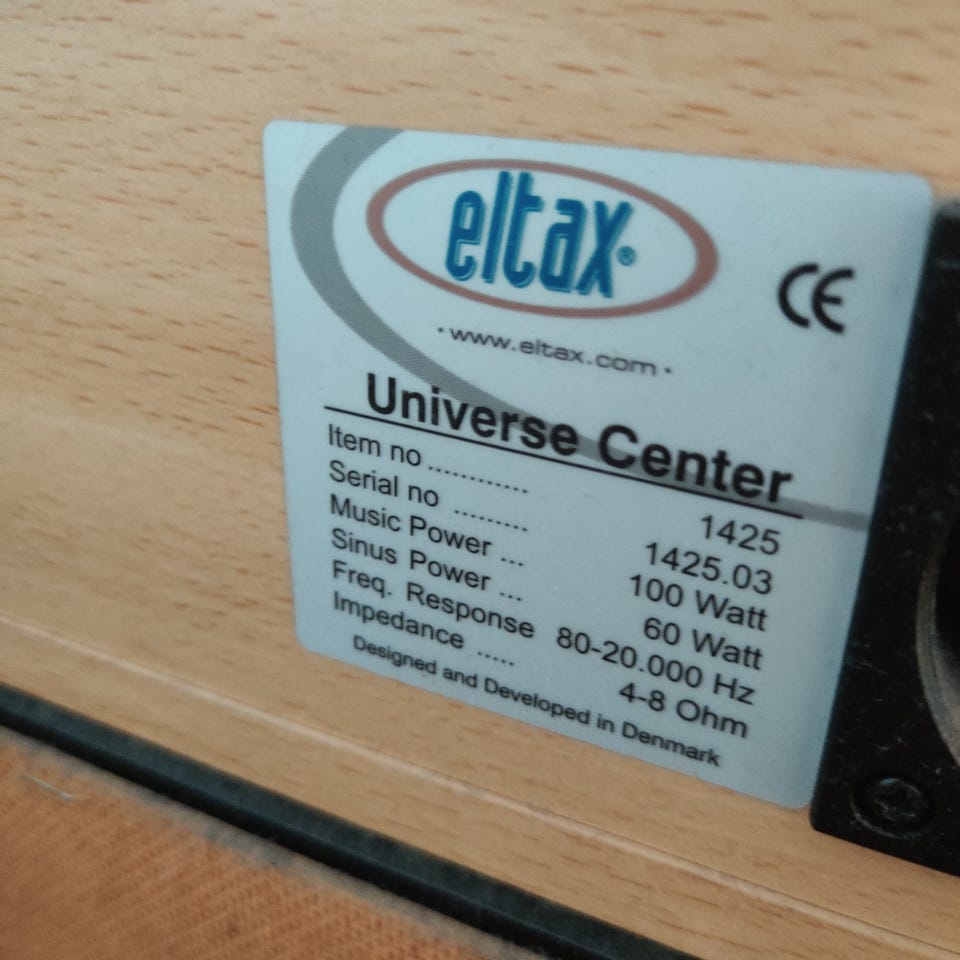 eltax®
• www.eltax.com •
CE
Universe Center
Item no ............ 1425
Serial no ......... 1425.03
Music Power ... 100 Watt
Sinus Power ... 60 Watt
Freq. Response 80-20.000 Hz
Impedance ..... 4-8 Ohm
Designed and Developed in Denmark